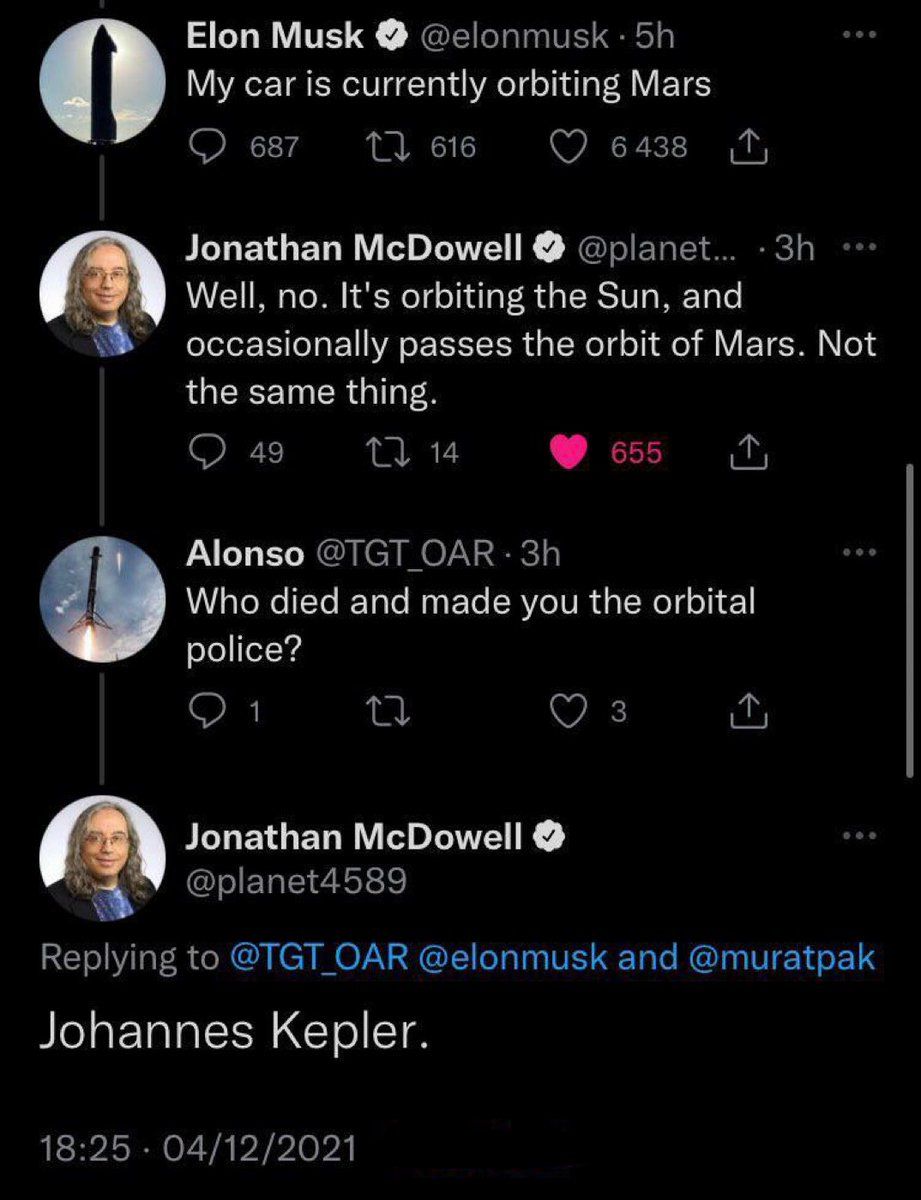 Elon Musk @elonmusk · 5h
My car is currently orbiting Mars
687 616 6 438
Jonathan McDowell @planet... · 3h
Well, no. It's orbiting the Sun, and
occasionally passes the orbit of Mars. Not
the same thing.
49 14 655
Alonso @TGT_OAR · 3h
Who died and made you the orbital
police?
1 3
Jonathan McDowell
@planet4589
Replying to @TGT_OAR @elonmusk and @muratpak
Johannes Kepler.
18:25 · 04/12/2021